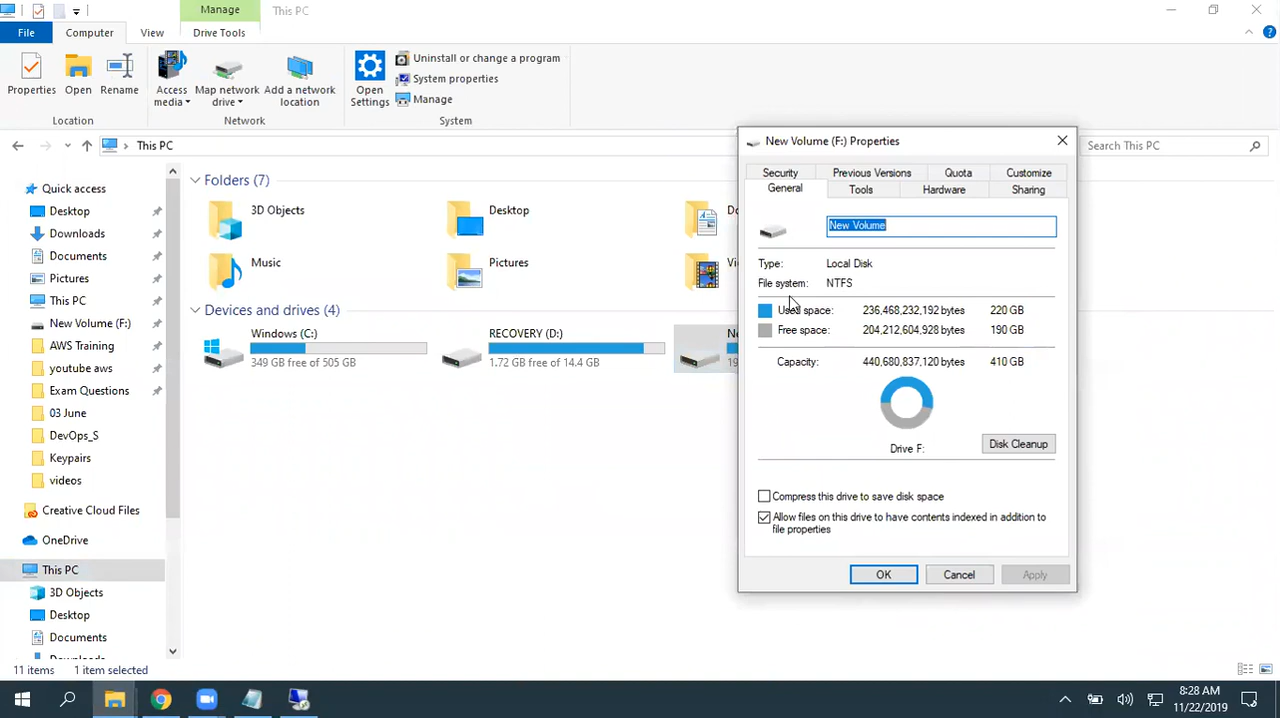 Manage
This PC
File
Computer
View
Drive Tools
Properties
Open
Rename
Access media
Map network drive
Add a network location
Open Settings
Uninstall or change a program
System properties
Manage
Location
Network
System
This PC
Search This PC
Quick access
Desktop
Downloads
Documents
Pictures
This PC
New Volume (F:)
AWS Training
youtube aws
Exam Questions
03 June
DevOps_S
Keypairs
videos
Creative Cloud Files
OneDrive
This PC
3D Objects
Desktop
Documents
Folders (7)
3D Objects
Desktop
Music
Pictures
Devices and drives (4)
Windows (C:)
349 GB free of 505 GB
RECOVERY (D:)
1.72 GB free of 14.4 GB
New Volume (F:) Properties
Security
Previous Versions
Quota
Customize
General
Tools
Hardware
Sharing
New Volume
Type: Local Disk
File system: NTFS
Used space: 236,468,232,192 bytes 220 GB
Free space: 204,212,604,928 bytes 190 GB
Capacity: 440,680,837,120 bytes 410 GB
Drive F:
Disk Cleanup
Compress this drive to save disk space
Allow files on this drive to have contents indexed in addition to
file properties
OK
Cancel
Apply
11 items
1 item selected
8:28 AM
11/22/2019